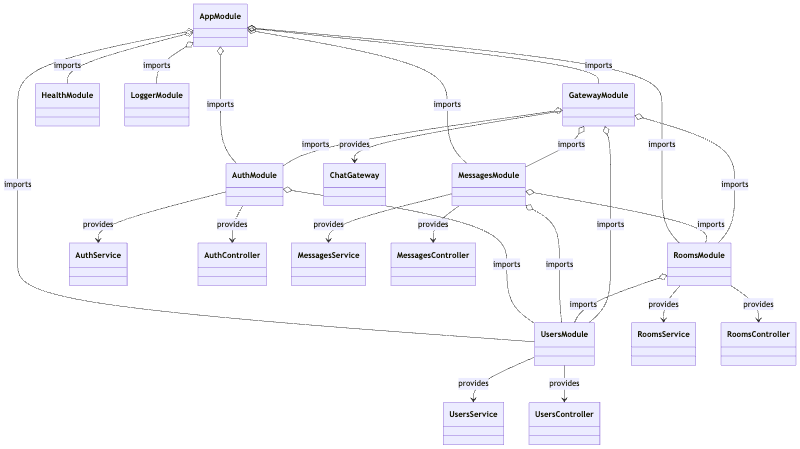 AppModule
imports
imports
HealthModule
LoggerModule
imports
imports
imports
GatewayModule
imports
provides
imports
imports
imports
AuthModule
ChatGateway
MessagesModule
imports
imports
provides
provides
provides
provides
imports
imports
AuthService
AuthController
MessagesService
MessagesController
imports
imports
RoomsModule
imports
provides
provides
UsersModule
RoomsService
RoomsController
provides
provides
UsersService
UsersController